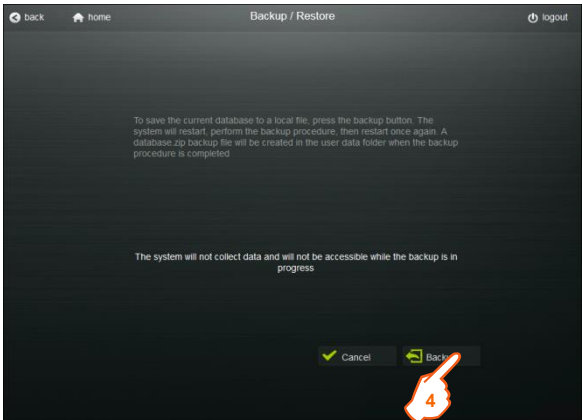 back
home
Backup / Restore
logout
To save the current database to a local file, press the backup button. The
system will restart, perform the backup procedure, then restart once again. A
database.zip backup file will be created in the user data folder when the backup
procedure is completed
The system will not collect data and will not be accessible while the backup is in
progress
Cancel
Backup
4